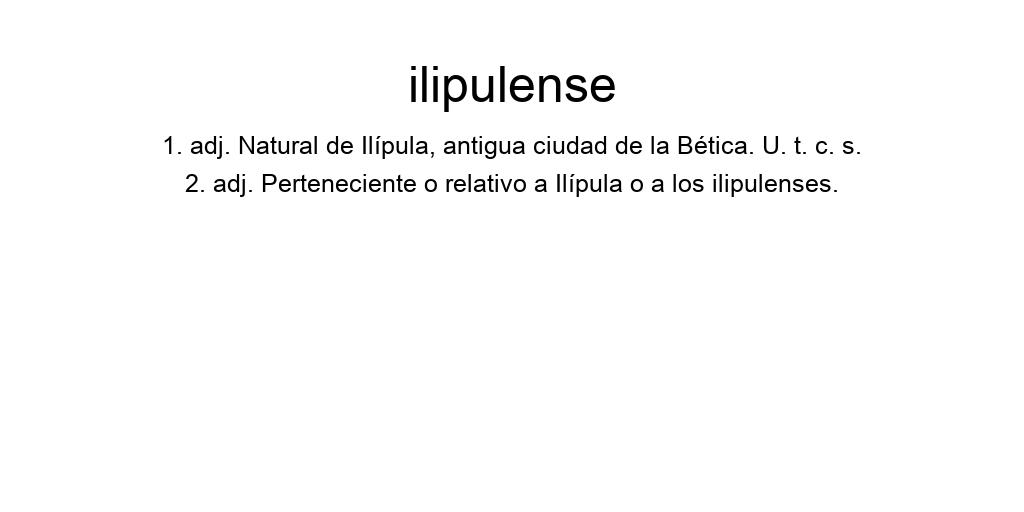 ilipulense
1. adj. Natural de Ilípula, antigua ciudad de la Bética. U. t. c. s.
2. adj. Perteneciente o relativo a Ilípula o a los ilipulenses.